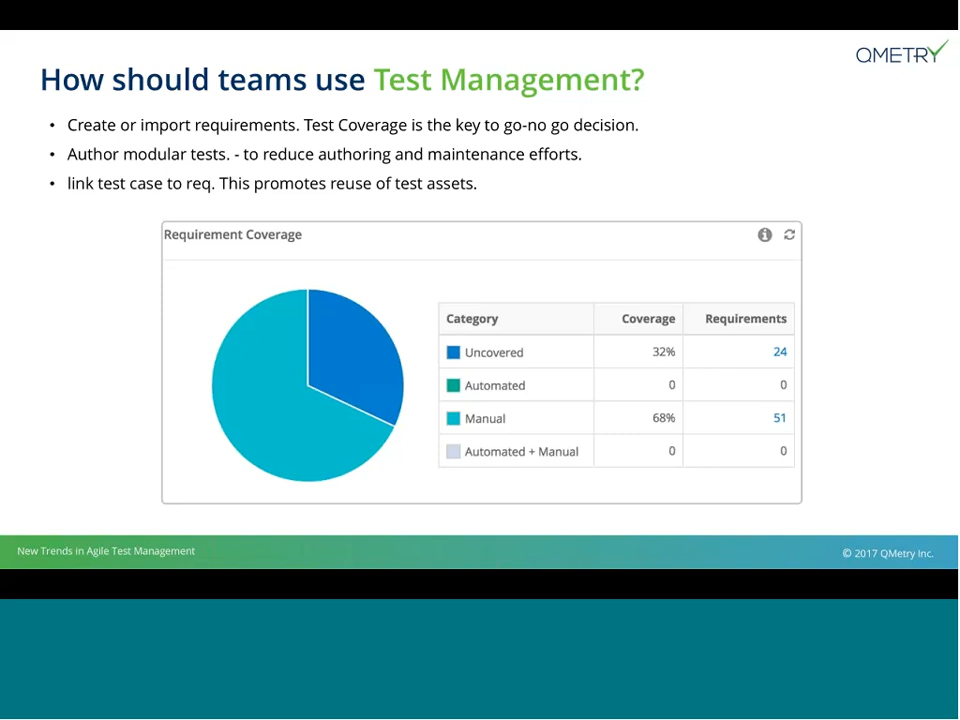 QMETRY
How should teams use Test Management?
• Create or import requirements. Test Coverage is the key to go-no go decision.
• Author modular tests. - to reduce authoring and maintenance efforts.
• link test case to req. This promotes reuse of test assets.
Requirement Coverage
Category Coverage Requirements
Uncovered 32% 24
Automated 0 0
Manual 68% 51
Automated + Manual 0 0
New Trends in Agile Test Management
© 2017 QMetry Inc.